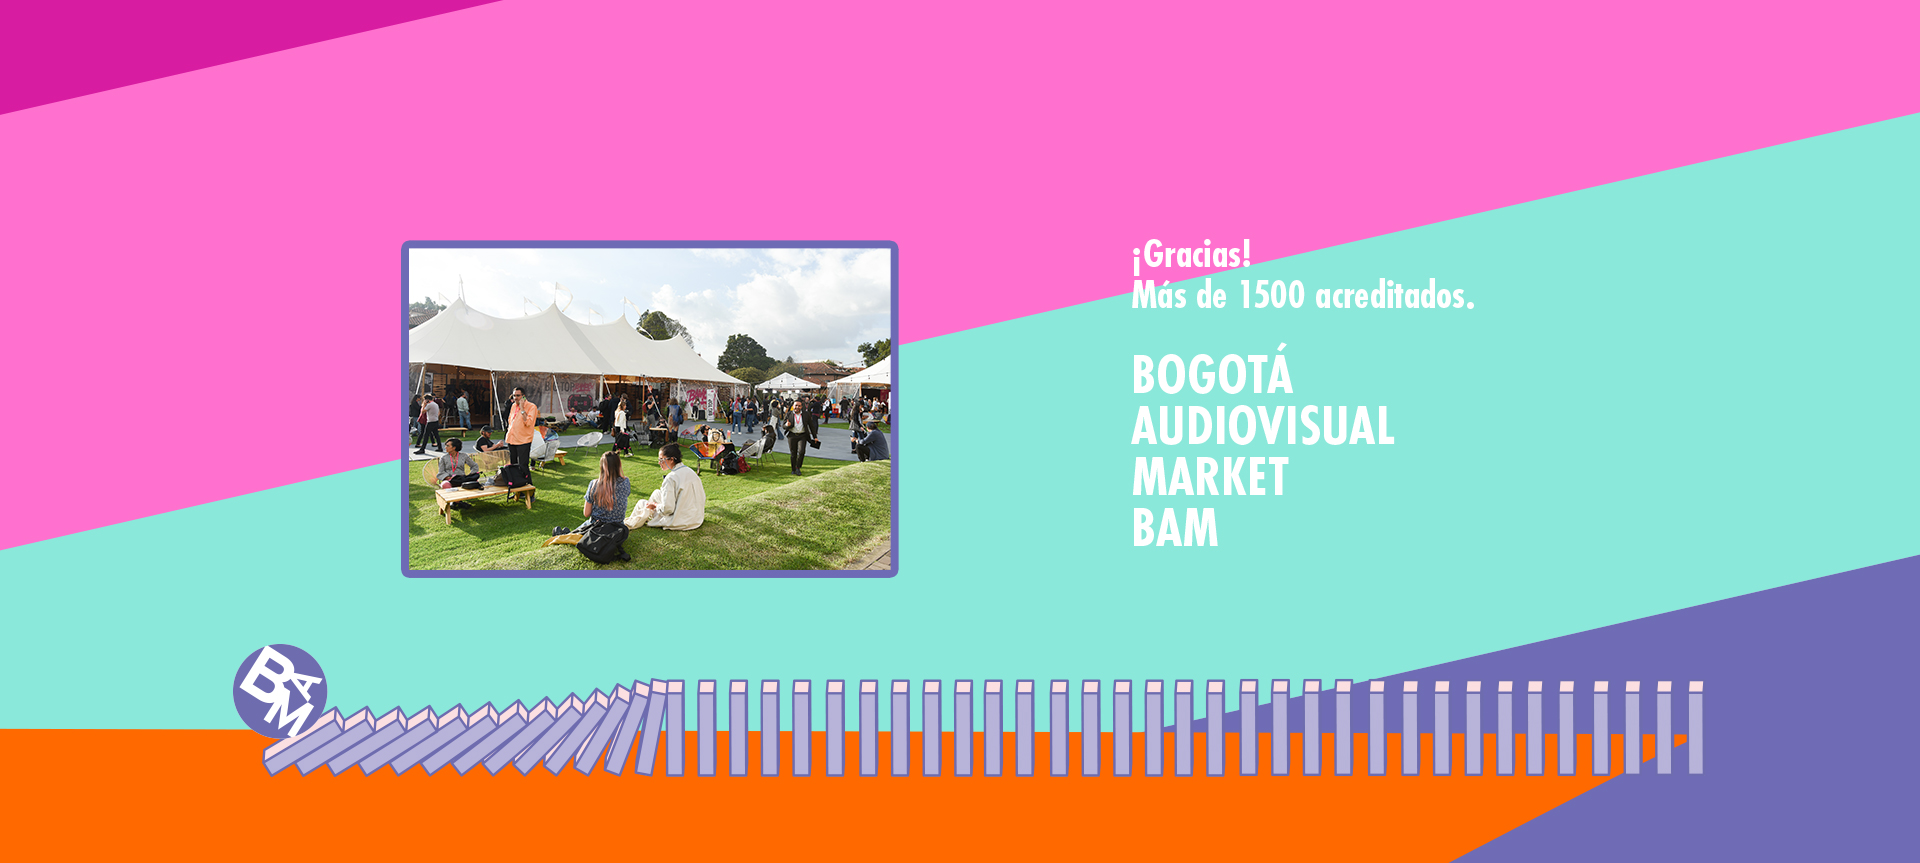 ¡Gracias!
Más de 1500 acreditados.
BOGOTÁ
AUDIOVISUAL
MARKET
BAM
BAM